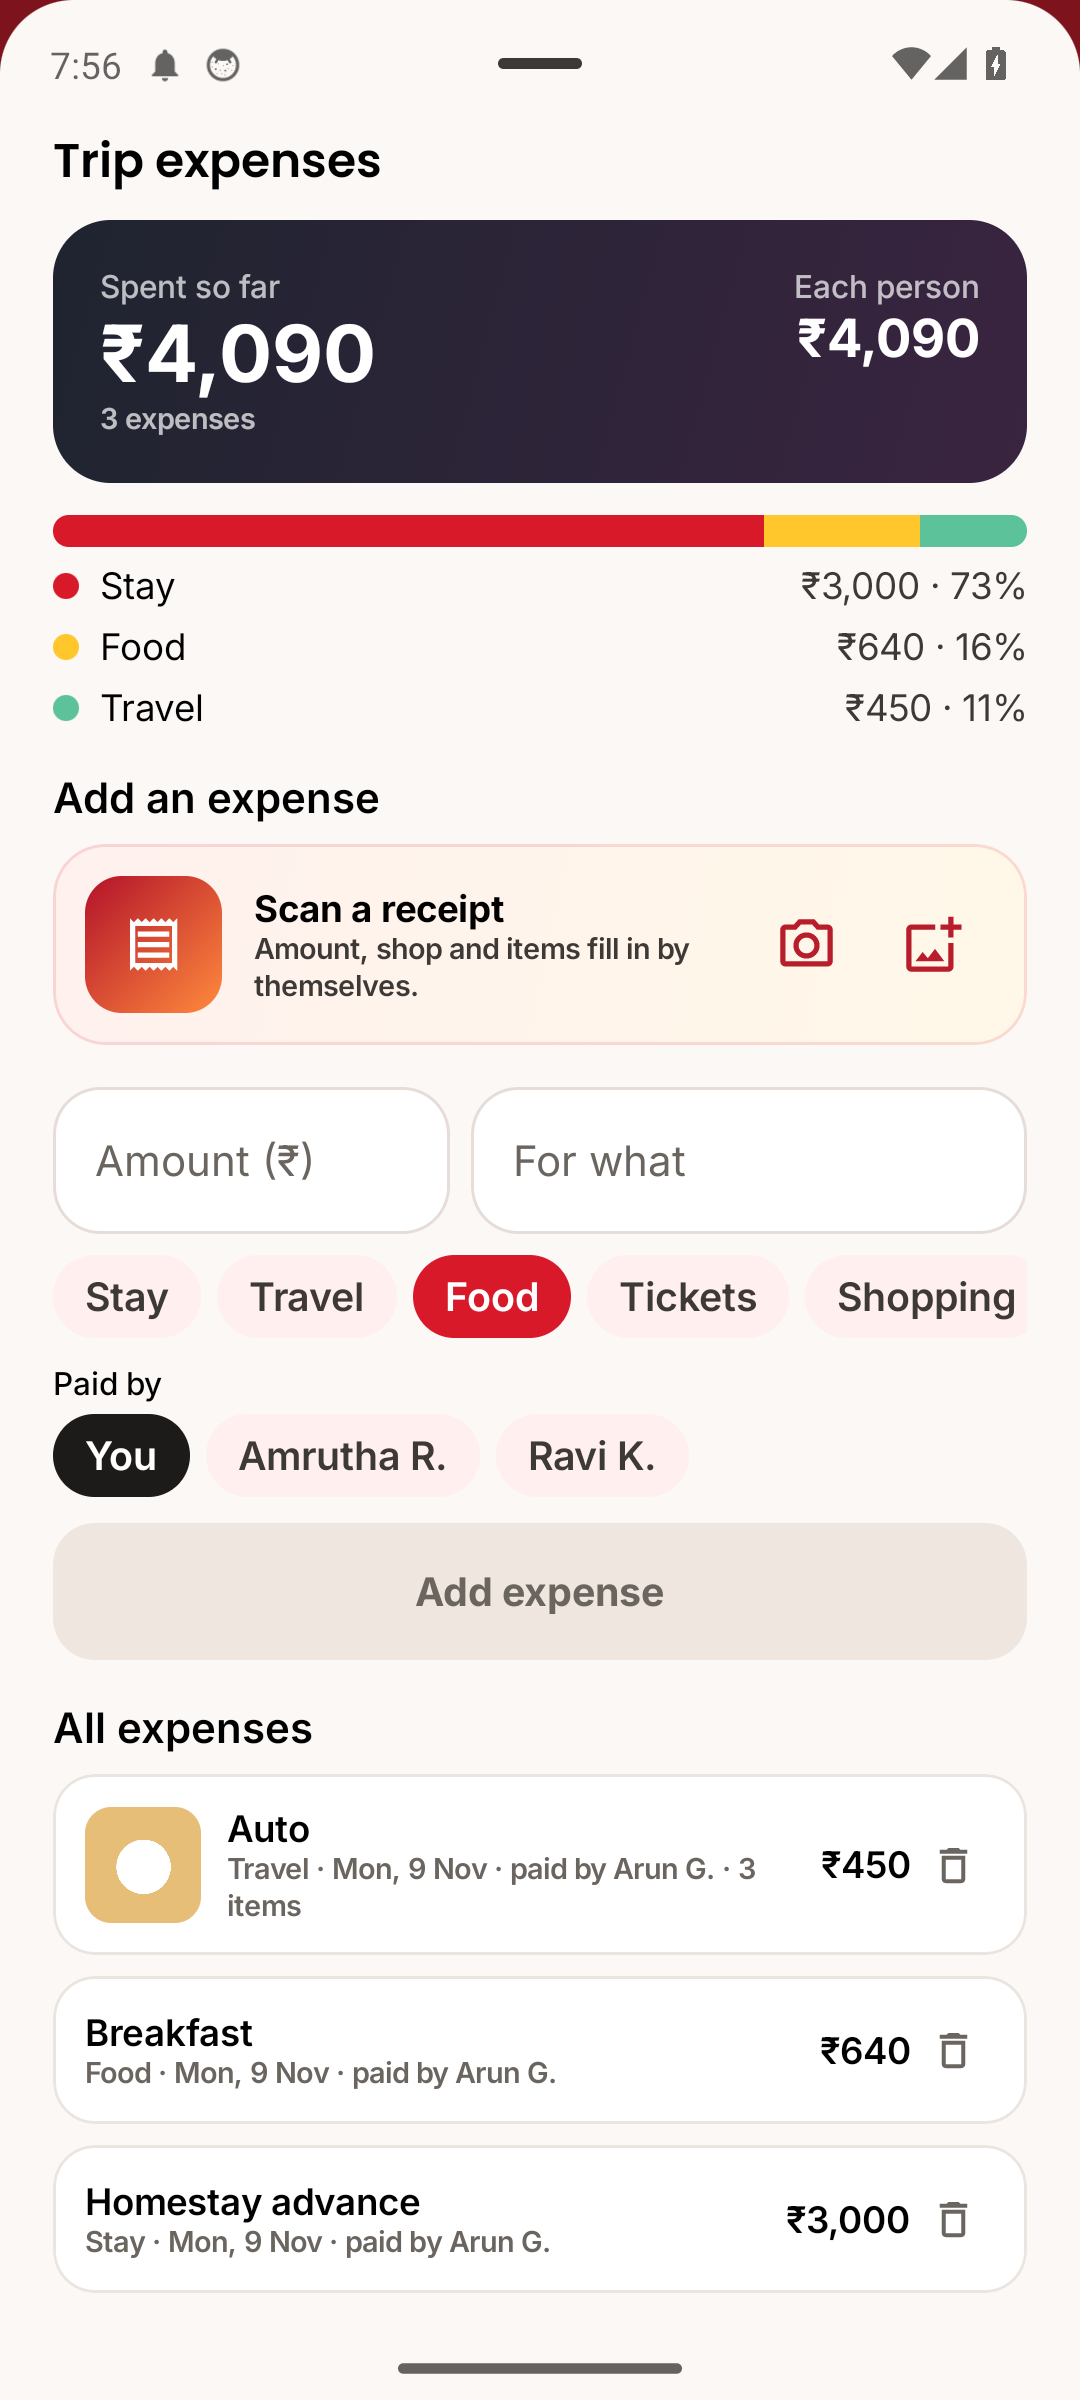 7:56
Trip expenses
Spent so far
Each person
₹4,090
₹4,090
3 expenses
Stay
₹3,000 · 73%
Food
₹640 · 16%
Travel
₹450 · 11%
Add an expense
Scan a receipt
Amount, shop and items fill in by
themselves.
Amount (₹)
For what
Stay
Travel
Food
Tickets
Shopping
Paid by
You
Amrutha R.
Ravi K.
Add expense
All expenses
Auto
Travel · Mon, 9 Nov · paid by Arun G. · 3
items
₹450
Breakfast
Food · Mon, 9 Nov · paid by Arun G.
₹640
Homestay advance
Stay · Mon, 9 Nov · paid by Arun G.
₹3,000